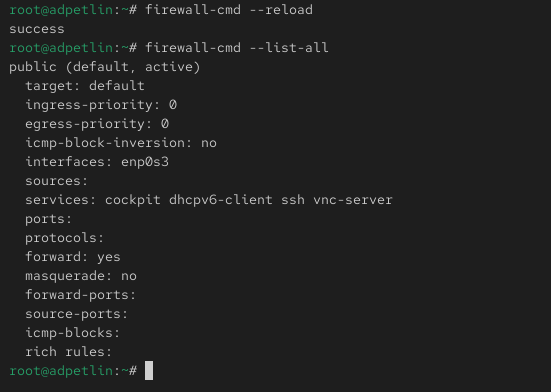 root@adpetlin:~# firewall-cmd --reload
success
root@adpetlin:~# firewall-cmd --list-all
public (default, active)
  target: default
  ingress-priority: 0
  egress-priority: 0
  icmp-block-inversion: no
  interfaces: enp0s3
  sources:
  services: cockpit dhcpv6-client ssh vnc-server
  ports:
  protocols:
  forward: yes
  masquerade: no
  forward-ports:
  source-ports:
  icmp-blocks:
  rich rules:
root@adpetlin:~#